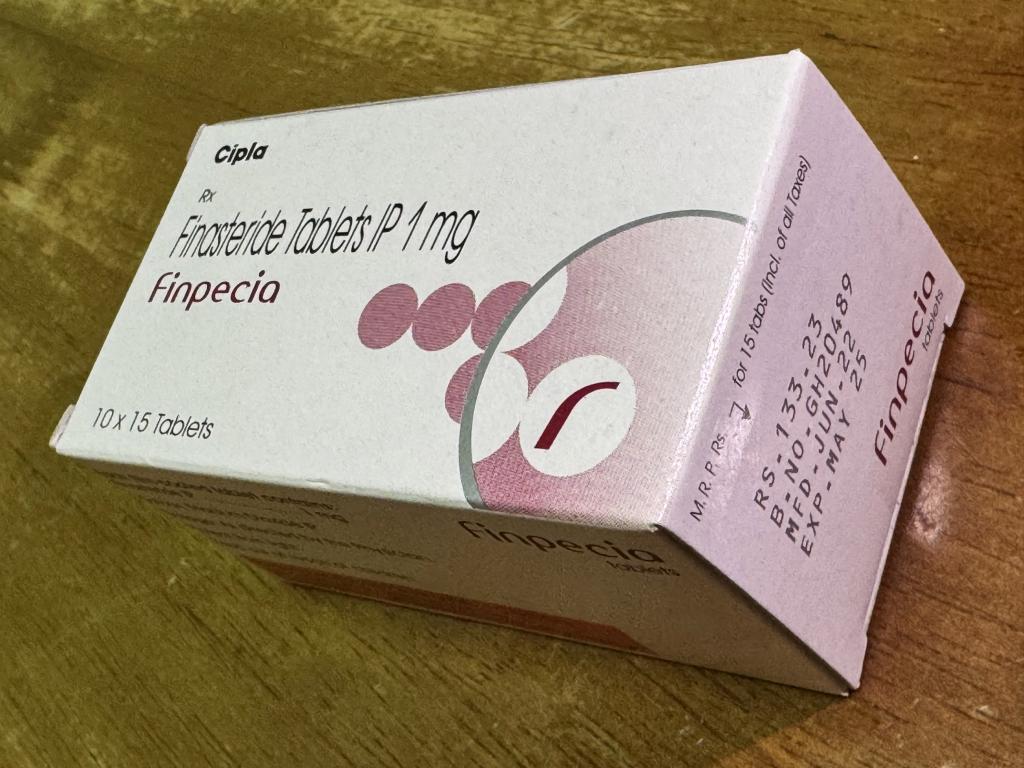 Cipla
Rx
Finasteride Tablets IP 1 mg
Finpecia
10 x 15 Tablets
M.R.P. Rs. for 15 tabs (Incl. of all Taxes)
RS-133-23
B-NO-GH20489
MFD-JUN-22
EXP-MAY 25
Finpecia
tablets
Finpecia
tablets